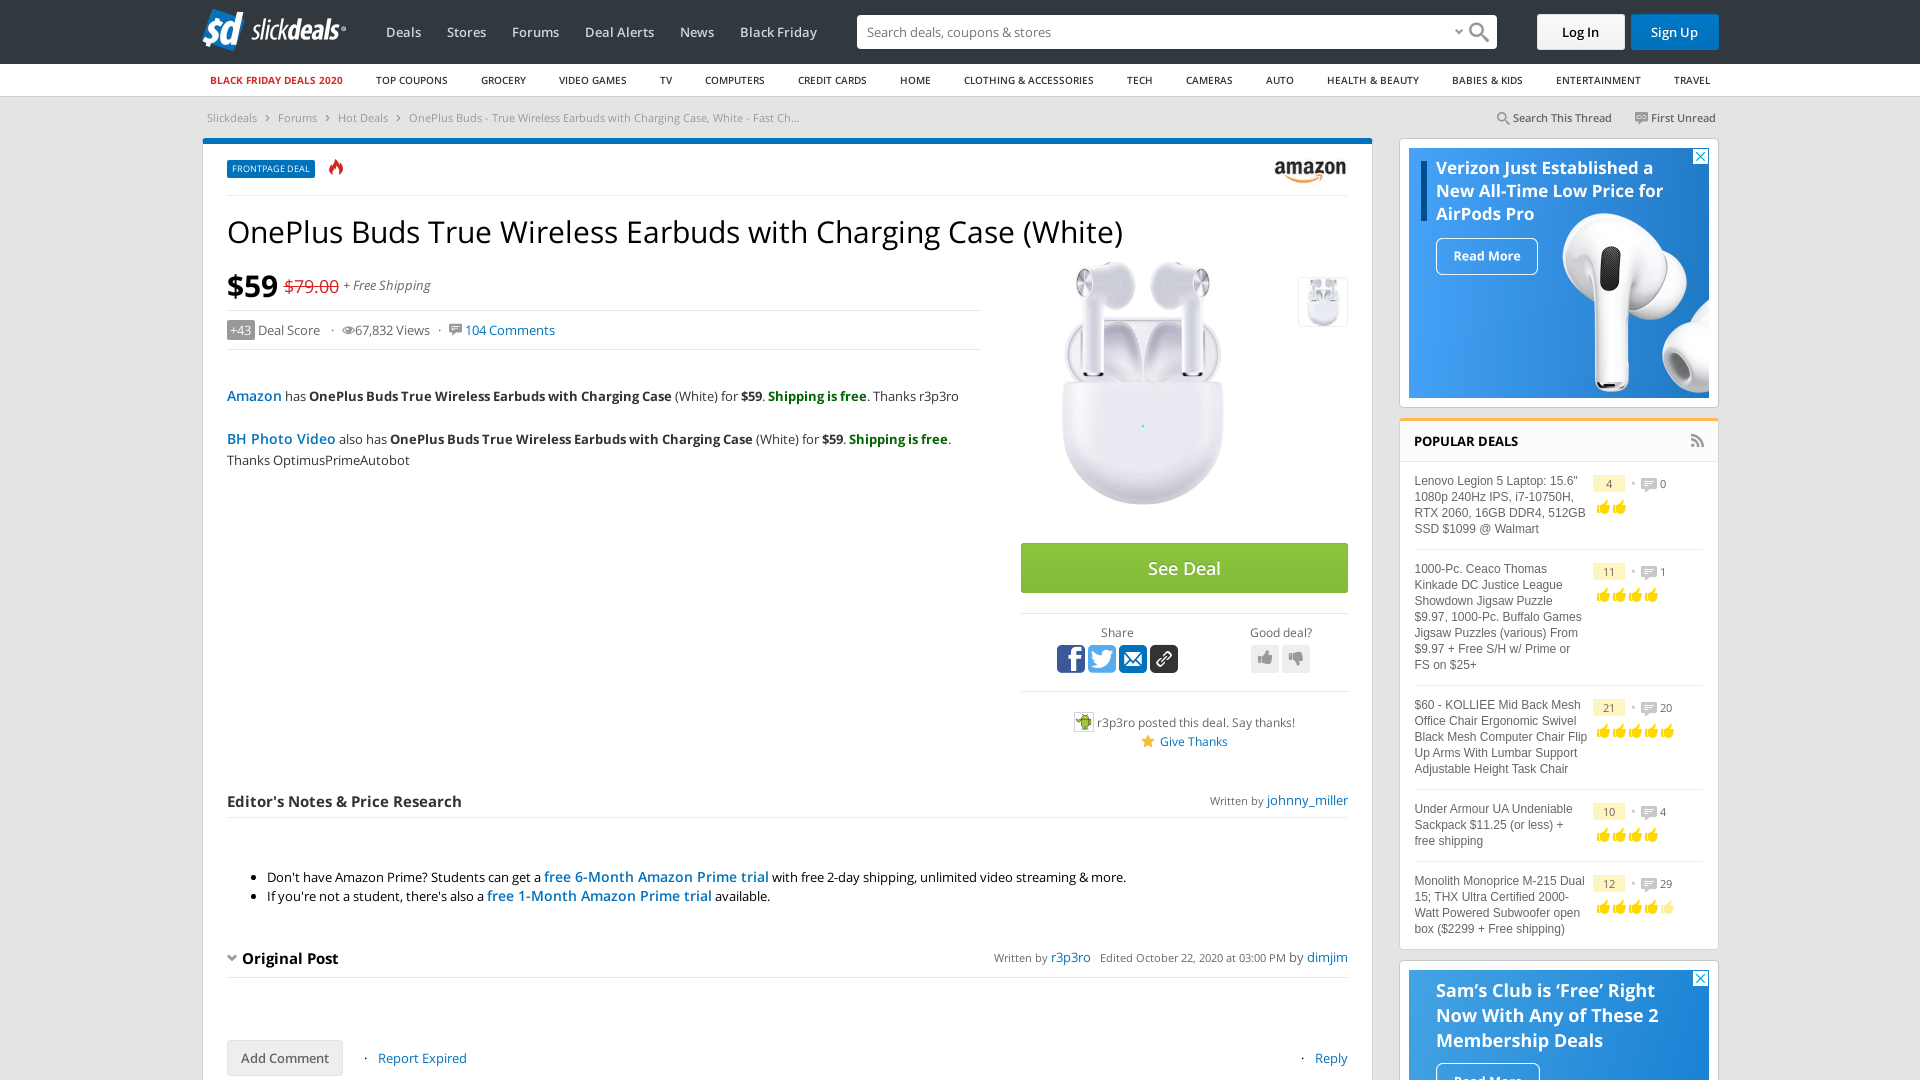 slickdeals
Deals Stores Forums Deal Alerts News Black Friday
Search deals, coupons & shops
Log In
Sign Up
BLACK FRIDAY DEALS 2020 TOP COUPONS GROCERY VIDEO GAMES TV COMPUTERS CREDIT CARDS HOME CLOTHING & ACCESSORIES TECH CAMERAS AUTO HEALTH & BEAUTY BABIES & KIDS ENTERTAINMENT TRAVEL
Slickdeals › Forums › Hot Deals › OnePlus Buds - True Wireless Earbuds with Charging Case, White - Fast Ch...
Search This Thread First Unread
FRONTPAGE DEAL
amazon
OnePlus Buds True Wireless Earbuds with Charging Case (White)
$59 $79.00 + Free Shipping
+43 Deal Score · 67,832 Views · 104 Comments
Amazon has OnePlus Buds True Wireless Earbuds with Charging Case (White) for $59. Shipping is free. Thanks r3p3ro
BH Photo Video also has OnePlus Buds True Wireless Earbuds with Charging Case (White) for $59. Shipping is free.
Thanks OptimusPrimeAutobot
See Deal
Share
Good deal?
r3p3ro posted this deal. Say thanks!
Give Thanks
Editor's Notes & Price Research
Written by johnny_miller
• Don't have Amazon Prime? Students can get a free 6-Month Amazon Prime trial with free 2-day shipping, unlimited video streaming & more.
• If you're not a student, there's also a free 1-Month Amazon Prime trial available.
Original Post
Written by r3p3ro Edited October 22, 2020 at 03:00 PM by dimjim
Add Comment · Report Expired
· Reply
Verizon Just Established a
New All-Time Low Price for
AirPods Pro
Read More
POPULAR DEALS
Lenovo Legion 5 Laptop: 15.6"
1080p 240Hz IPS, i7-10750H,
RTX 2060, 16GB DDR4, 512GB
SSD $1099 @ Walmart
4 • 0
1000-Pc. Ceaco Thomas
Kinkade DC Justice League
Showdown Jigsaw Puzzle
$9.97, 1000-Pc. Buffalo Games
Jigsaw Puzzles (various) From
$9.97 + Free S/H w/ Prime or
FS on $25+
11 • 1
$60 - KOLLIEE Mid Back Mesh
Office Chair Ergonomic Swivel
Black Mesh Computer Chair Flip
Up Arms With Lumbar Support
Adjustable Height Task Chair
21 • 20
Under Armour UA Undeniable
Sackpack $11.25 (or less) +
free shipping
10 • 4
Monolith Monoprice M-215 Dual
15; THX Ultra Certified 2000-
Watt Powered Subwoofer open
box ($2299 + Free shipping)
12 • 29
Sam's Club is 'Free' Right
Now With Any of These 2
Membership Deals
Read More